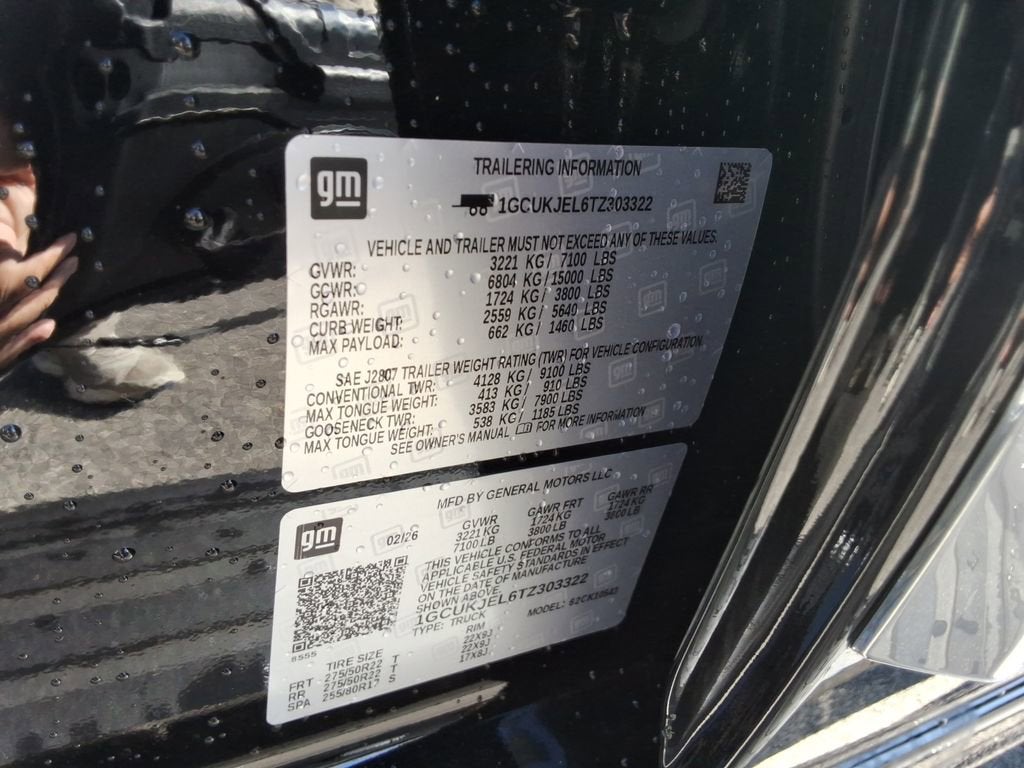 gm
TRAILERING INFORMATION
1GCUKJEL6TZ303322
VEHICLE AND TRAILER MUST NOT EXCEED ANY OF THESE VALUES.
GVWR: 3221 KG / 7100 LBS
GCWR: 6804 KG / 15000 LBS
RGAWR: 1724 KG / 3800 LBS
CURB WEIGHT: 2559 KG / 5640 LBS
MAX PAYLOAD: 662 KG / 1460 LBS
SAE J2807 TRAILER WEIGHT RATING (TWR) FOR VEHICLE CONFIGURATION
CONVENTIONAL TWR: 4128 KG / 9100 LBS
MAX TONGUE WEIGHT: 413 KG / 910 LBS
GOOSENECK TWR: 3583 KG / 7900 LBS
MAX TONGUE WEIGHT: 538 KG / 1185 LBS
SEE OWNER'S MANUAL FOR MORE INFORMATION
gm
MFD BY GENERAL MOTORS LLC
02/26
GVWR GAWR FRT GAWR RR
3221 KG 1724 KG 1724 KG
7100 LB 3800 LB 3800 LB
THIS VEHICLE CONFORMS TO ALL
APPLICABLE U.S. FEDERAL MOTOR
VEHICLE SAFETY STANDARDS IN EFFECT
ON THE DATE OF MANUFACTURE
SHOWN ABOVE.
1GCUKJEL6TZ303322
TYPE: TRUCK MODEL:
8555
TIRE SIZE RIM
FRT 275/50R22 T 22X9J
RR 275/50R22 T 22X9J
SPA 255/80R17 S 17X8J